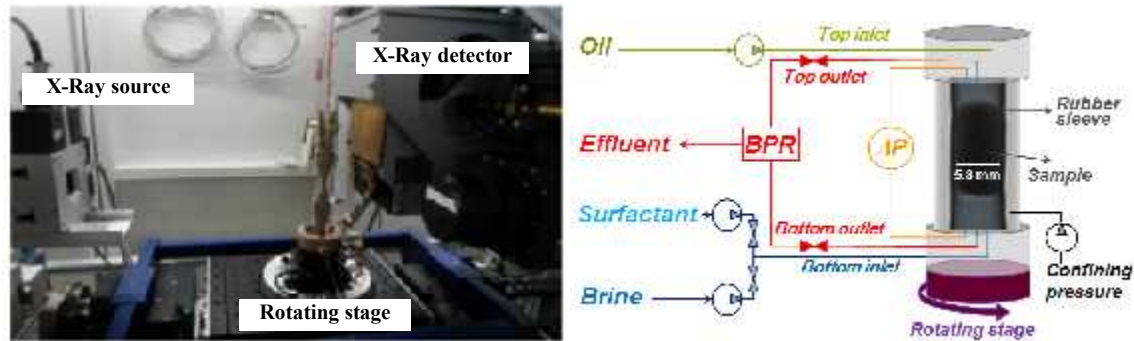 X-Ray source
X-Ray detector
Rotating stage
Oil
Top inlet
Top outlet
Effluent
BPR
ΔP
Surfactant
Bottom outlet
Bottom inlet
Brine
Rubber
sleeve
Sample
5.8 mm
Confining
pressure
Rotating stage